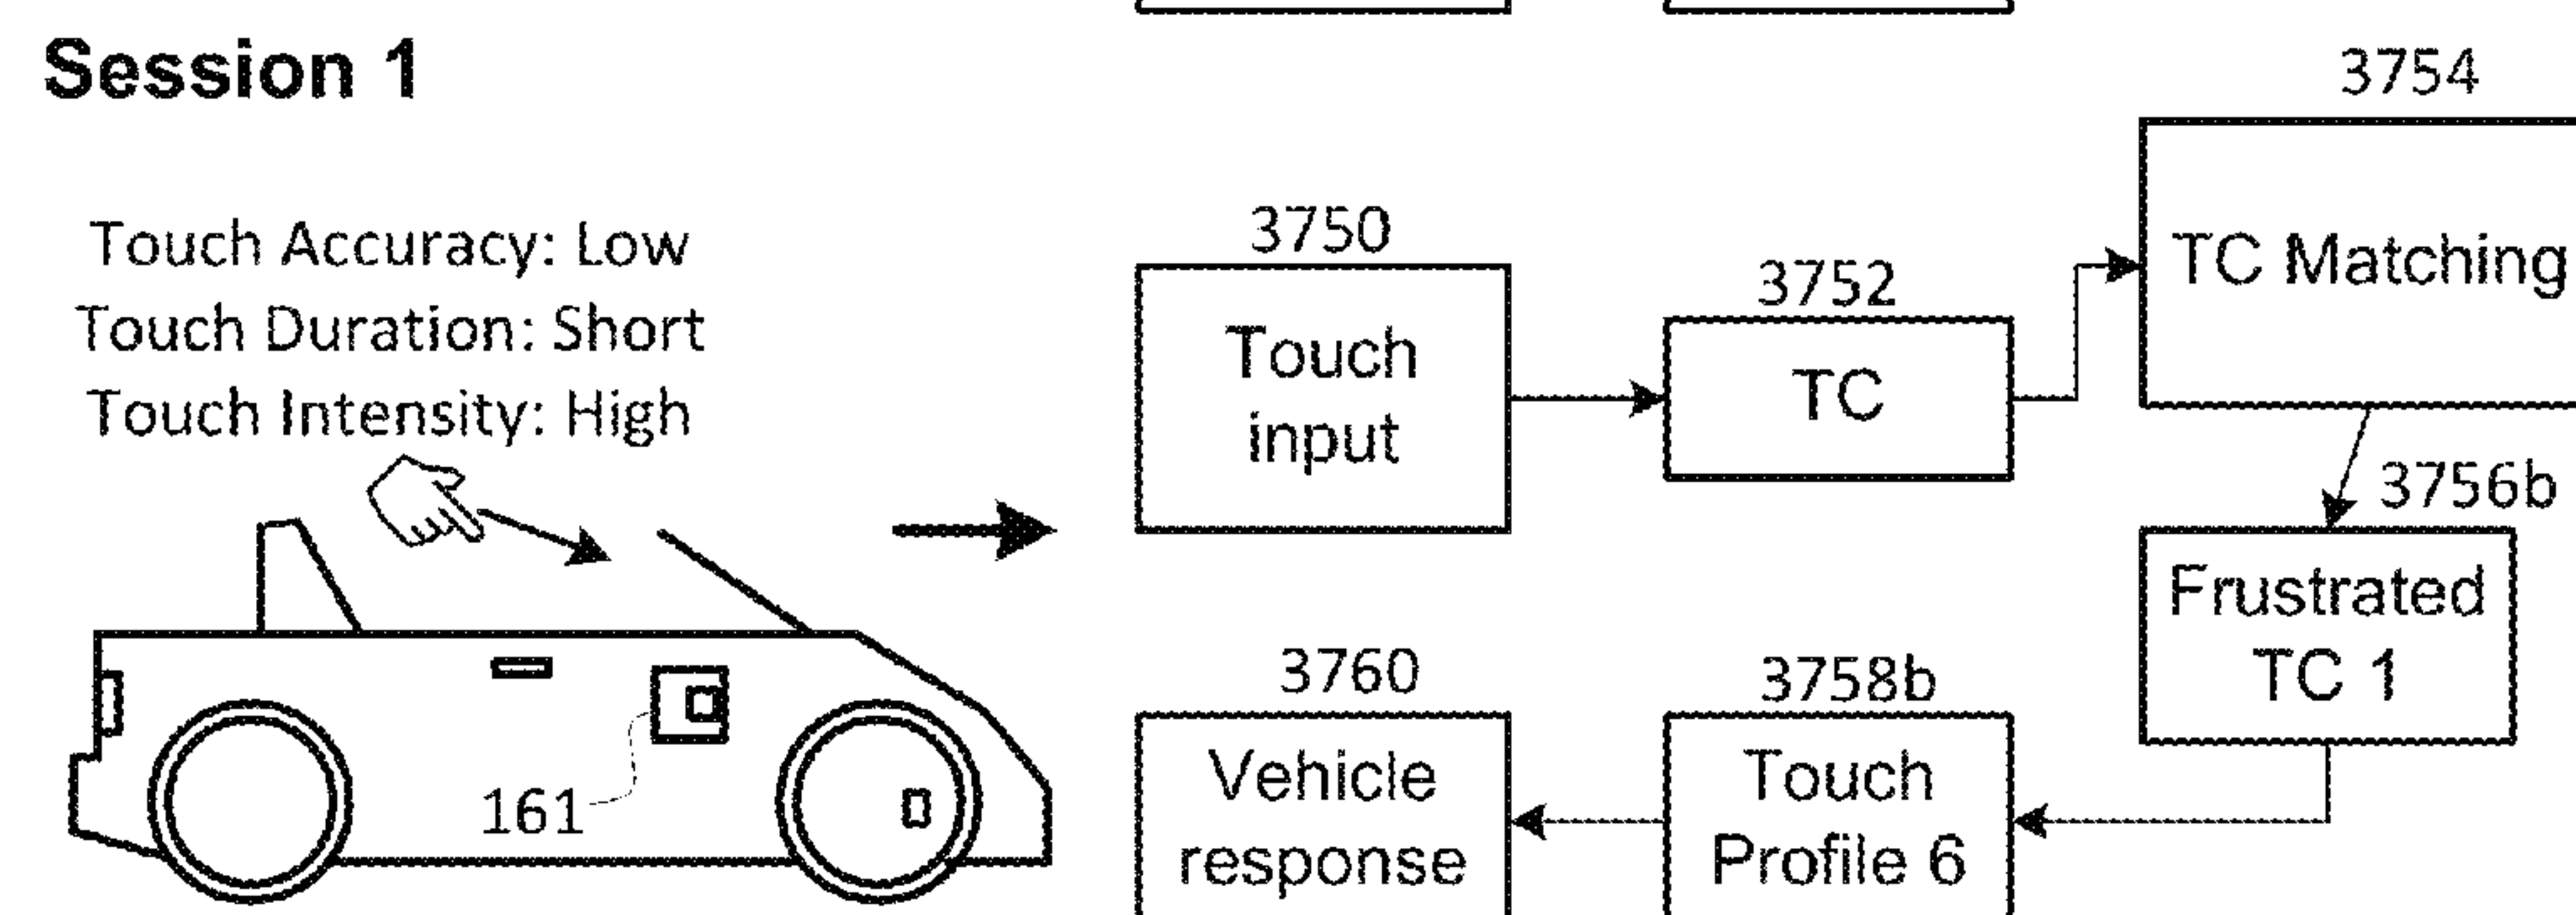 Session 1
3754
Touch Accuracy: Low
Touch Duration: Short
Touch Intensity: High
3750
Touch
input
3752
TC
TC Matching
3756b
Frustrated
TC 1
3758b
Touch
Profile 6
3760
Vehicle
response
161